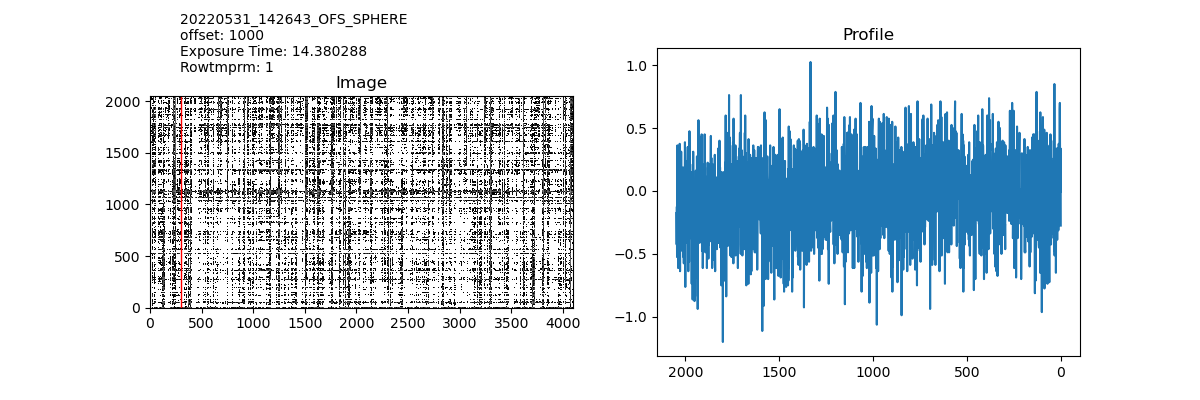 20220531_142643_OFS_SPHERE
offset: 1000
Exposure Time: 14.380288
Rowtmprm: 1
Image
2000
1500
1000
500
0
0 500 1000 1500 2000 2500 3000 3500 4000
Profile
1.0
0.5
0.0
−0.5
−1.0
2000 1500 1000 500 0